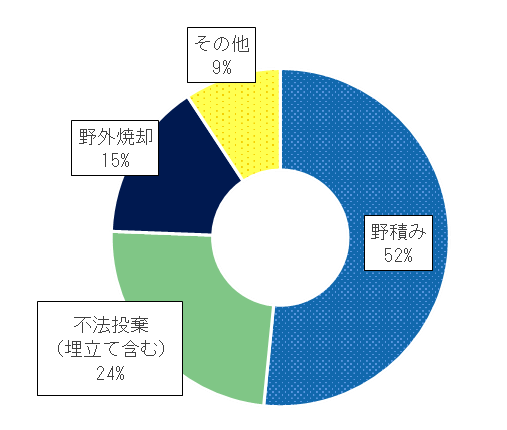 その他
9%
野外焼却
15%
野積み
52%
不法投棄
（埋立て含む）
24%